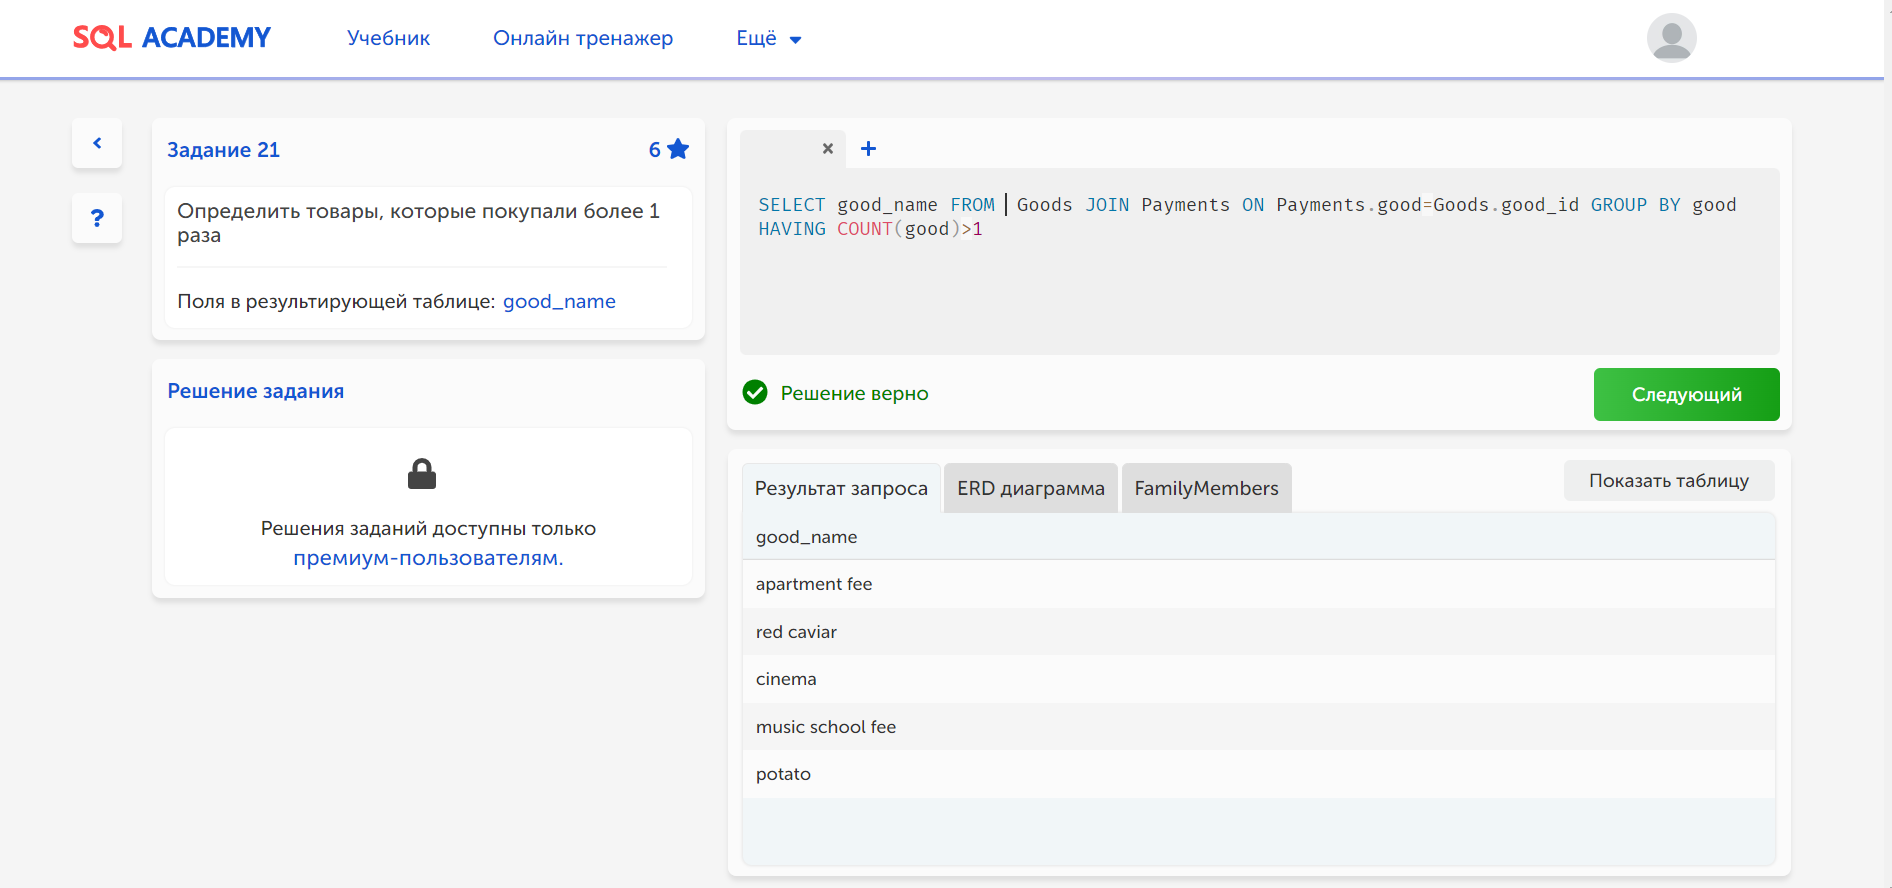 SQL ACADEMY
Учебник
Онлайн тренажер
Ещё
Задание 21
6
Определить товары, которые покупали более 1
раза
Поля в результирующей таблице: good_name
Решение задания
Решения заданий доступны только
премиум-пользователям.
SELECT good_name FROM Goods JOIN Payments ON Payments.good=Goods.good_id GROUP BY good
HAVING COUNT(good)>1
Решение верно
Следующий
Результат запроса
ERD диаграмма
FamilyMembers
Показать таблицу
good_name
apartment fee
red caviar
cinema
music school fee
potato